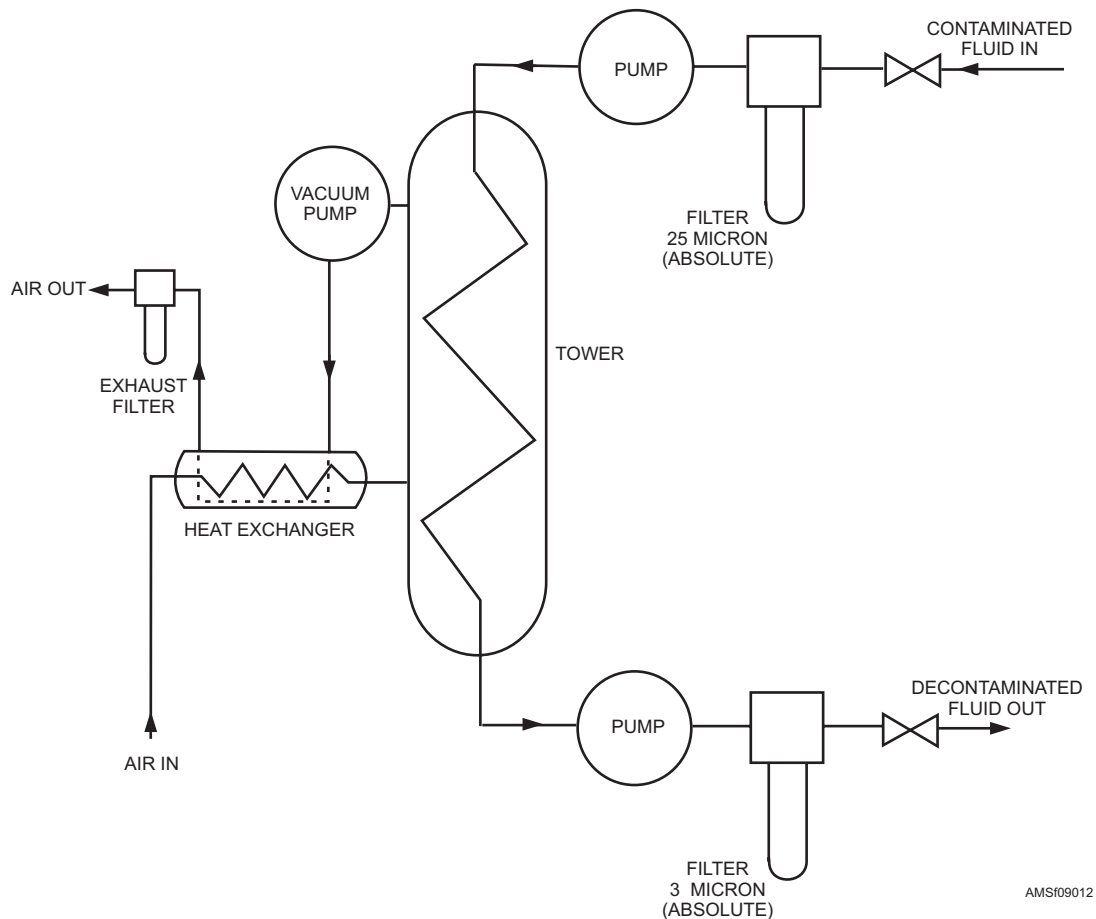 CONTAMINATED
FLUID IN
PUMP
FILTER
25 MICRON
(ABSOLUTE)
VACUUM
PUMP
AIR OUT
EXHAUST
FILTER
TOWER
HEAT EXCHANGER
AIR IN
PUMP
DECONTAMINATED
FLUID OUT
FILTER
3 MICRON
(ABSOLUTE)
AMSf09012